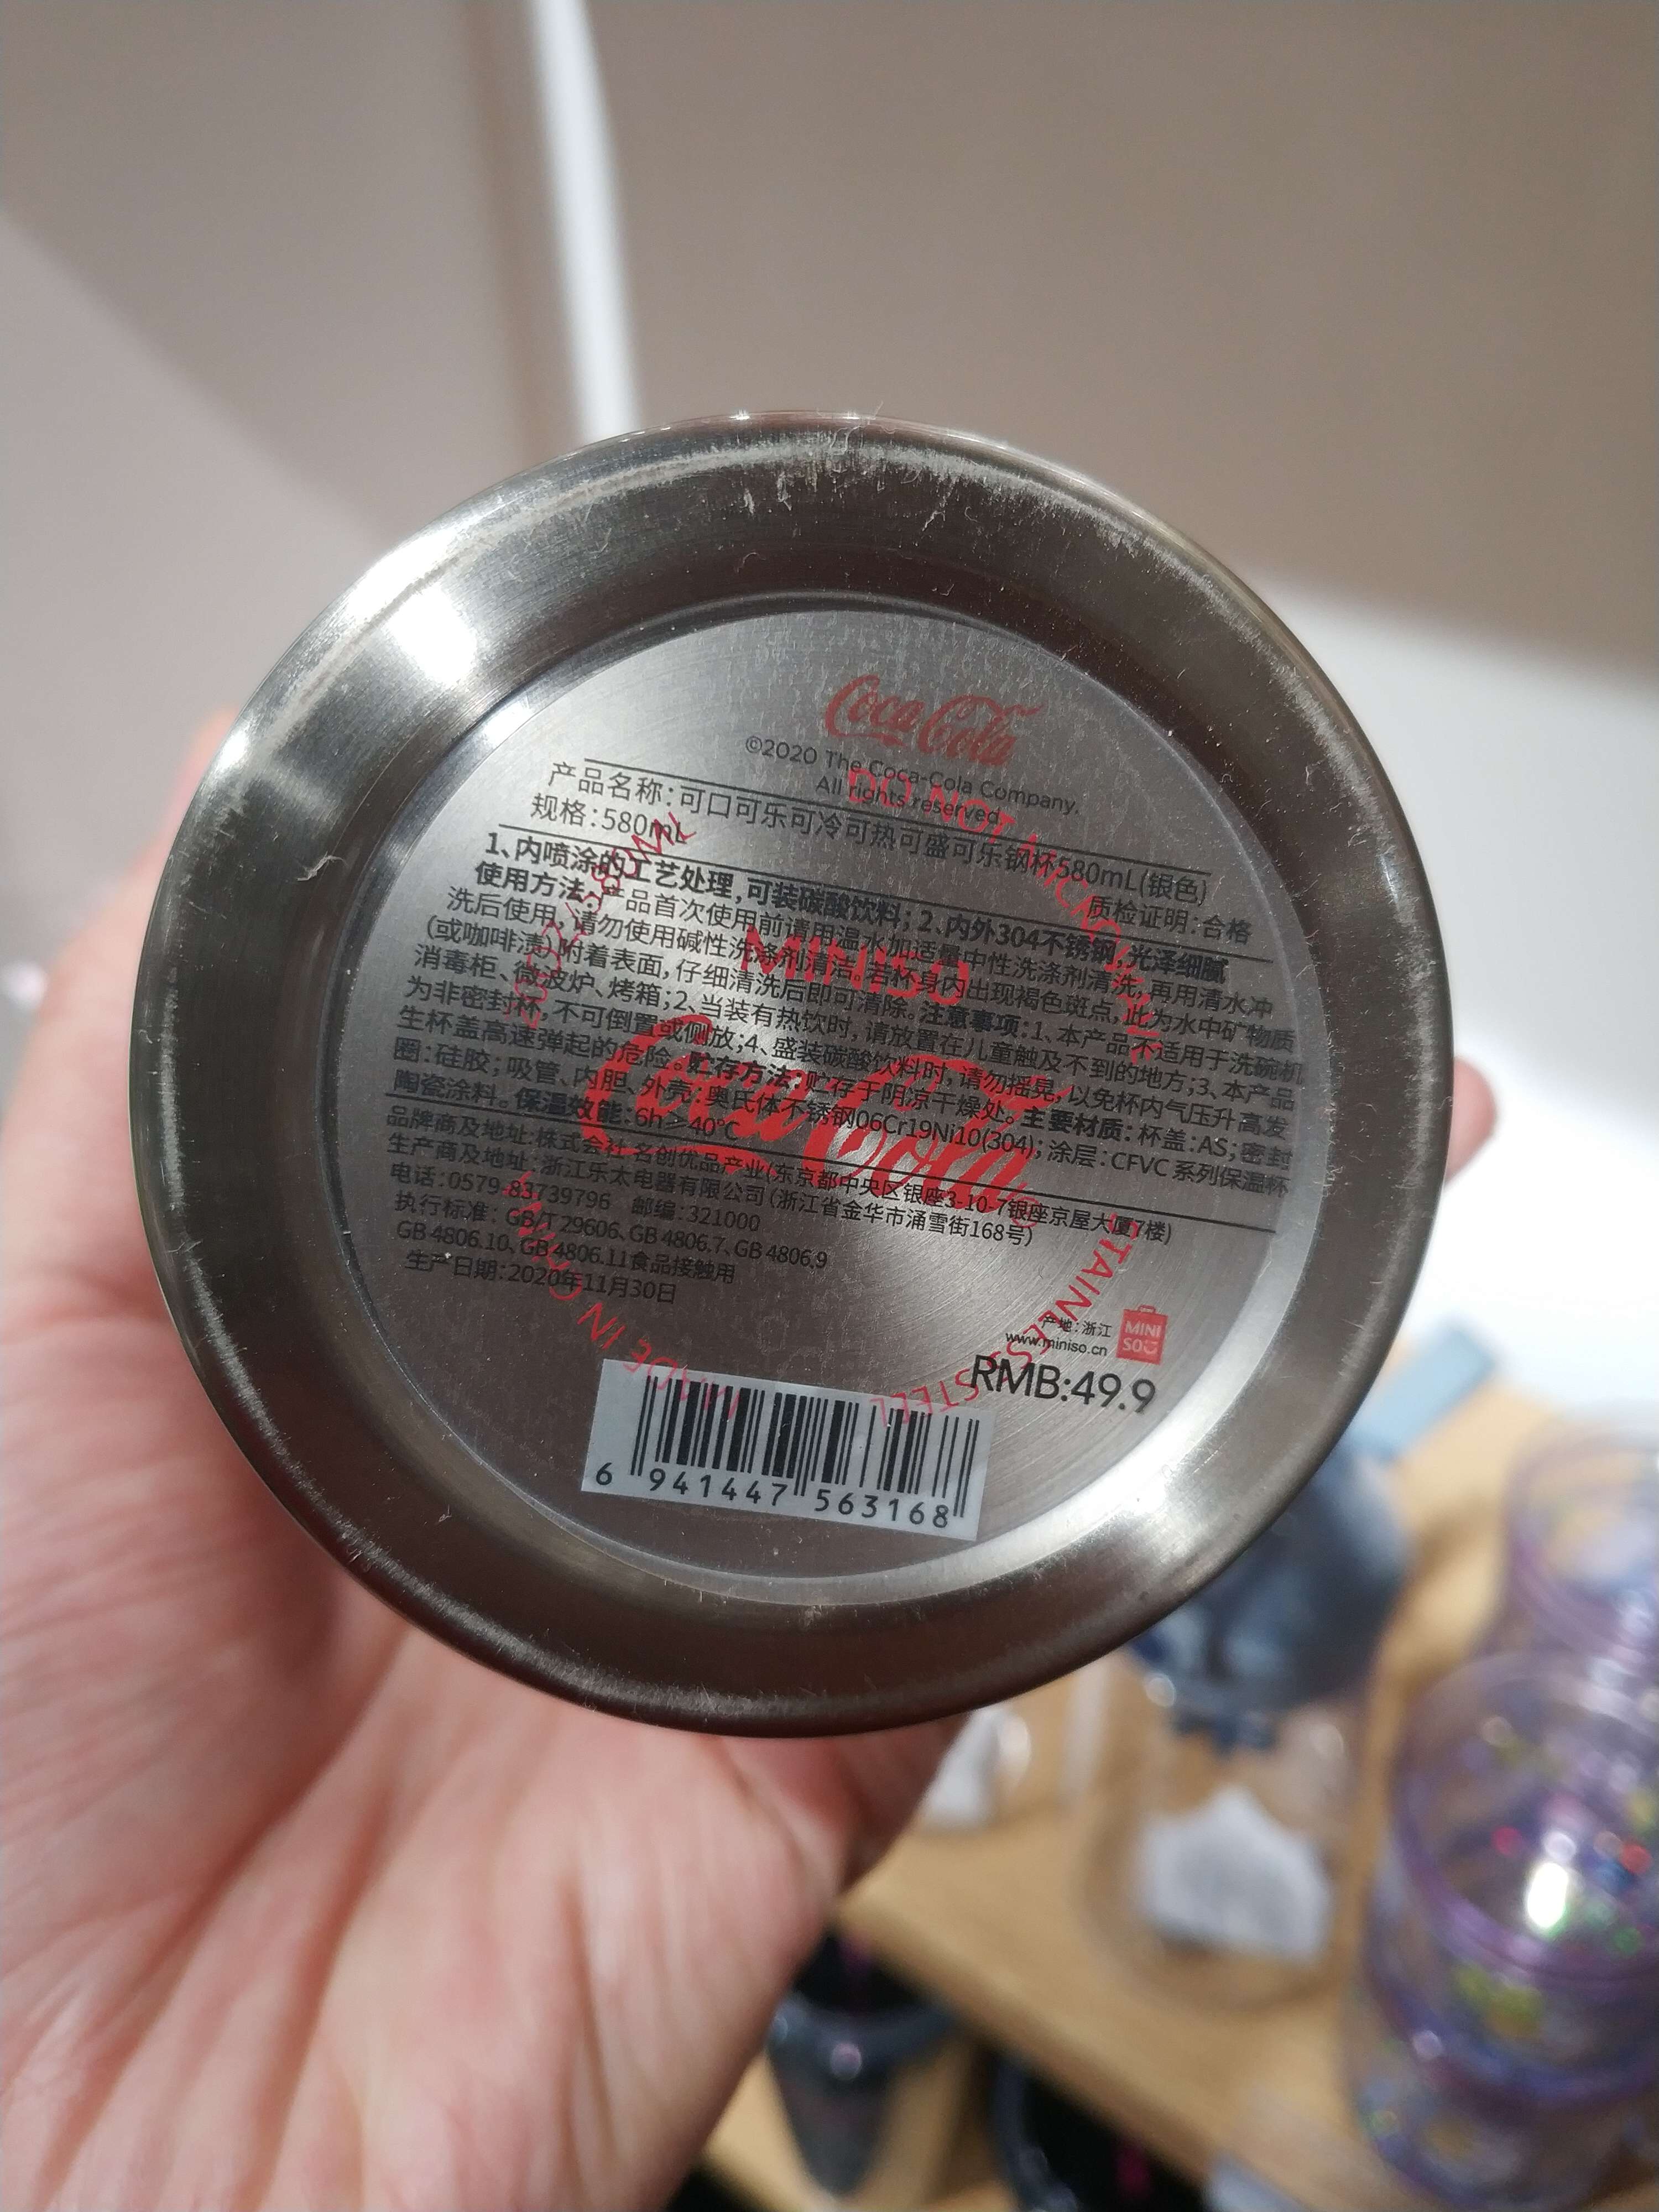 Coca-Cola
©2020 The Coca-Cola Company.
All rights reserved.
产品名称:可口可乐可冷可热可盛可乐钢杯580mL(银色)
规格:580mL 质检证明:合格
1、内喷涂的工艺处理,可装碳酸饮料; 2、内外304不锈钢,光泽细腻
使用方法:产品首次使用前请用温水加适量中性洗涤剂清洗,再用清水冲
洗后使用,请勿使用碱性洗涤剂清洁。若杯身内出现褐色斑点,此为水中矿物质
(或咖啡渍)附着表面,仔细清洗后即可清除。注意事项:1、本产品不适用于洗碗机、
消毒柜、微波炉、烤箱;2、当装有热饮时,请放置在儿童触及不到的地方;3、本产品
为非密封杯,不可倒置或侧放;4、盛装碳酸饮料时,请勿摇晃,以免杯内气压升高发
生杯盖高速弹起的危险。贮存方法:贮存于阴凉干燥处。主要材质:杯盖:AS;密封
圈:硅胶;吸管、内胆、外壳:奥氏体不锈钢06Cr19Ni10(304);涂层:CFVC系列保温杯
陶瓷涂料。保温效能:6h≥40℃
品牌商及地址:株式会社名创优品产业(东京都中央区银座3-10-7银座京屋大厦7楼)
生产商及地址:浙江乐太电器有限公司(浙江省金华市涌雪街168号)
电话:0579-83739796 邮编:321000
执行标准: GB/T 29606、GB 4806.7、GB 4806.9
GB 4806.10、GB 4806.11食品接触用
生产日期:2020年11月30日
产地:浙江
www.miniso.cn
MINI
SO
RMB:49.9
6 941447 563168
MINISO
Coca-Cola
DO NOT MICROWAVE
STAINLESS STEEL
MADE IN CHINA